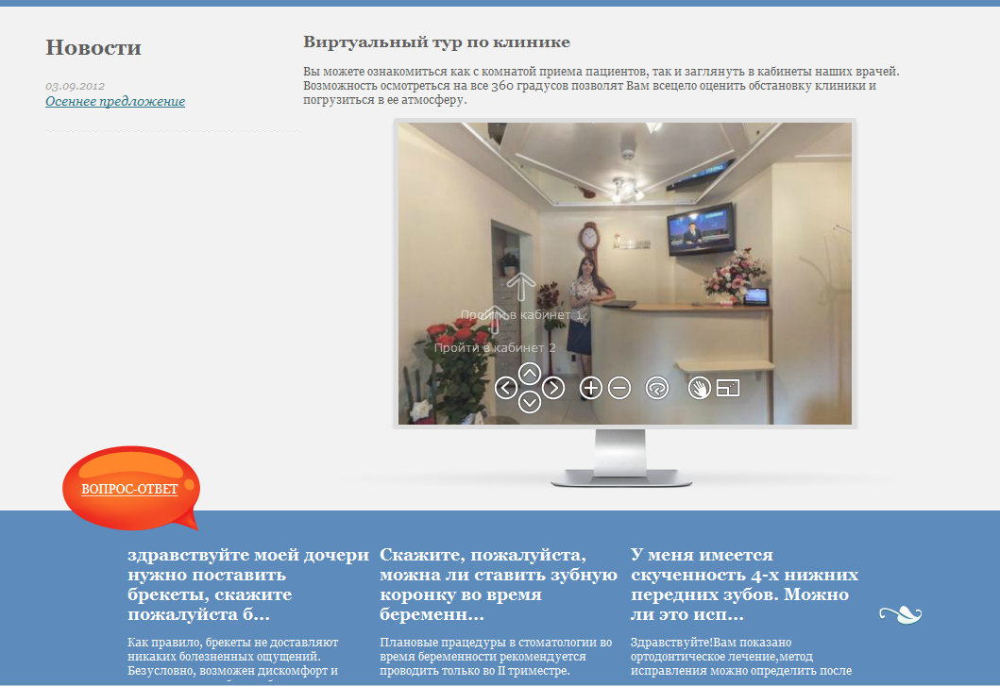 Новости
03.09.2012
Осеннее предложение
Виртуальный тур по клинике
Вы можете ознакомиться как с комнатой приема пациентов, так и заглянуть в кабинеты наших врачей.
Возможность осмотреться на все 360 градусов позволят Вам всецело оценить обстановку клиники и
погрузиться в ее атмосферу.
Пройти в кабинет 1
Пройти в кабинет 2
ВОПРОС-ОТВЕТ
здравствуйте моей дочери
нужно поставить
брекеты, скажите
пожалуйста б...
Как правило, брекеты не доставляют
никаких болезненных ощущений.
Безусловно, возможен дискомфорт и
Скажите, пожалуйста,
можна ли ставить зубную
коронку во время
беременн...
Плановые працедуры в стоматологии во
время беременности рекомендуется
проводить только во II триместре.
У меня имеется
скученность 4-х нижних
передних зубов. Можно
ли это исп...
Здравствуйте!Вам показано
ортодонтическое лечение,метод
исправления можно определить после